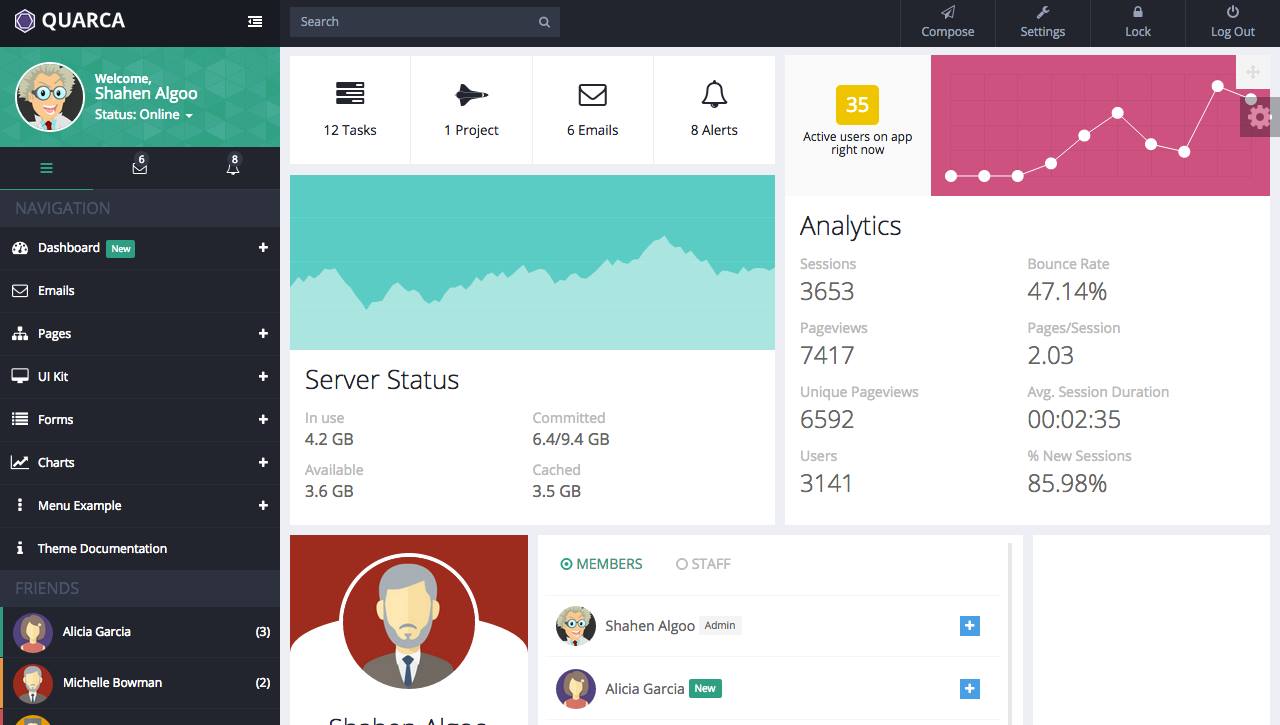 QUARCA
Search
Compose
Settings
Lock
Log Out
Welcome,
Shahen Algoo
Status: Online
6
8
NAVIGATION
Dashboard New
Emails
Pages
UI Kit
Forms
Charts
Menu Example
Theme Documentation
FRIENDS
Alicia Garcia (3)
Michelle Bowman (2)
12 Tasks
1 Project
6 Emails
8 Alerts
Server Status
In use
4.2 GB
Committed
6.4/9.4 GB
Available
3.6 GB
Cached
3.5 GB
35
Active users on app
right now
Analytics
Sessions
3653
Bounce Rate
47.14%
Pageviews
7417
Pages/Session
2.03
Unique Pageviews
6592
Avg. Session Duration
00:02:35
Users
3141
% New Sessions
85.98%
Shahen Algoo
MEMBERS
STAFF
Shahen Algoo Admin
Alicia Garcia New